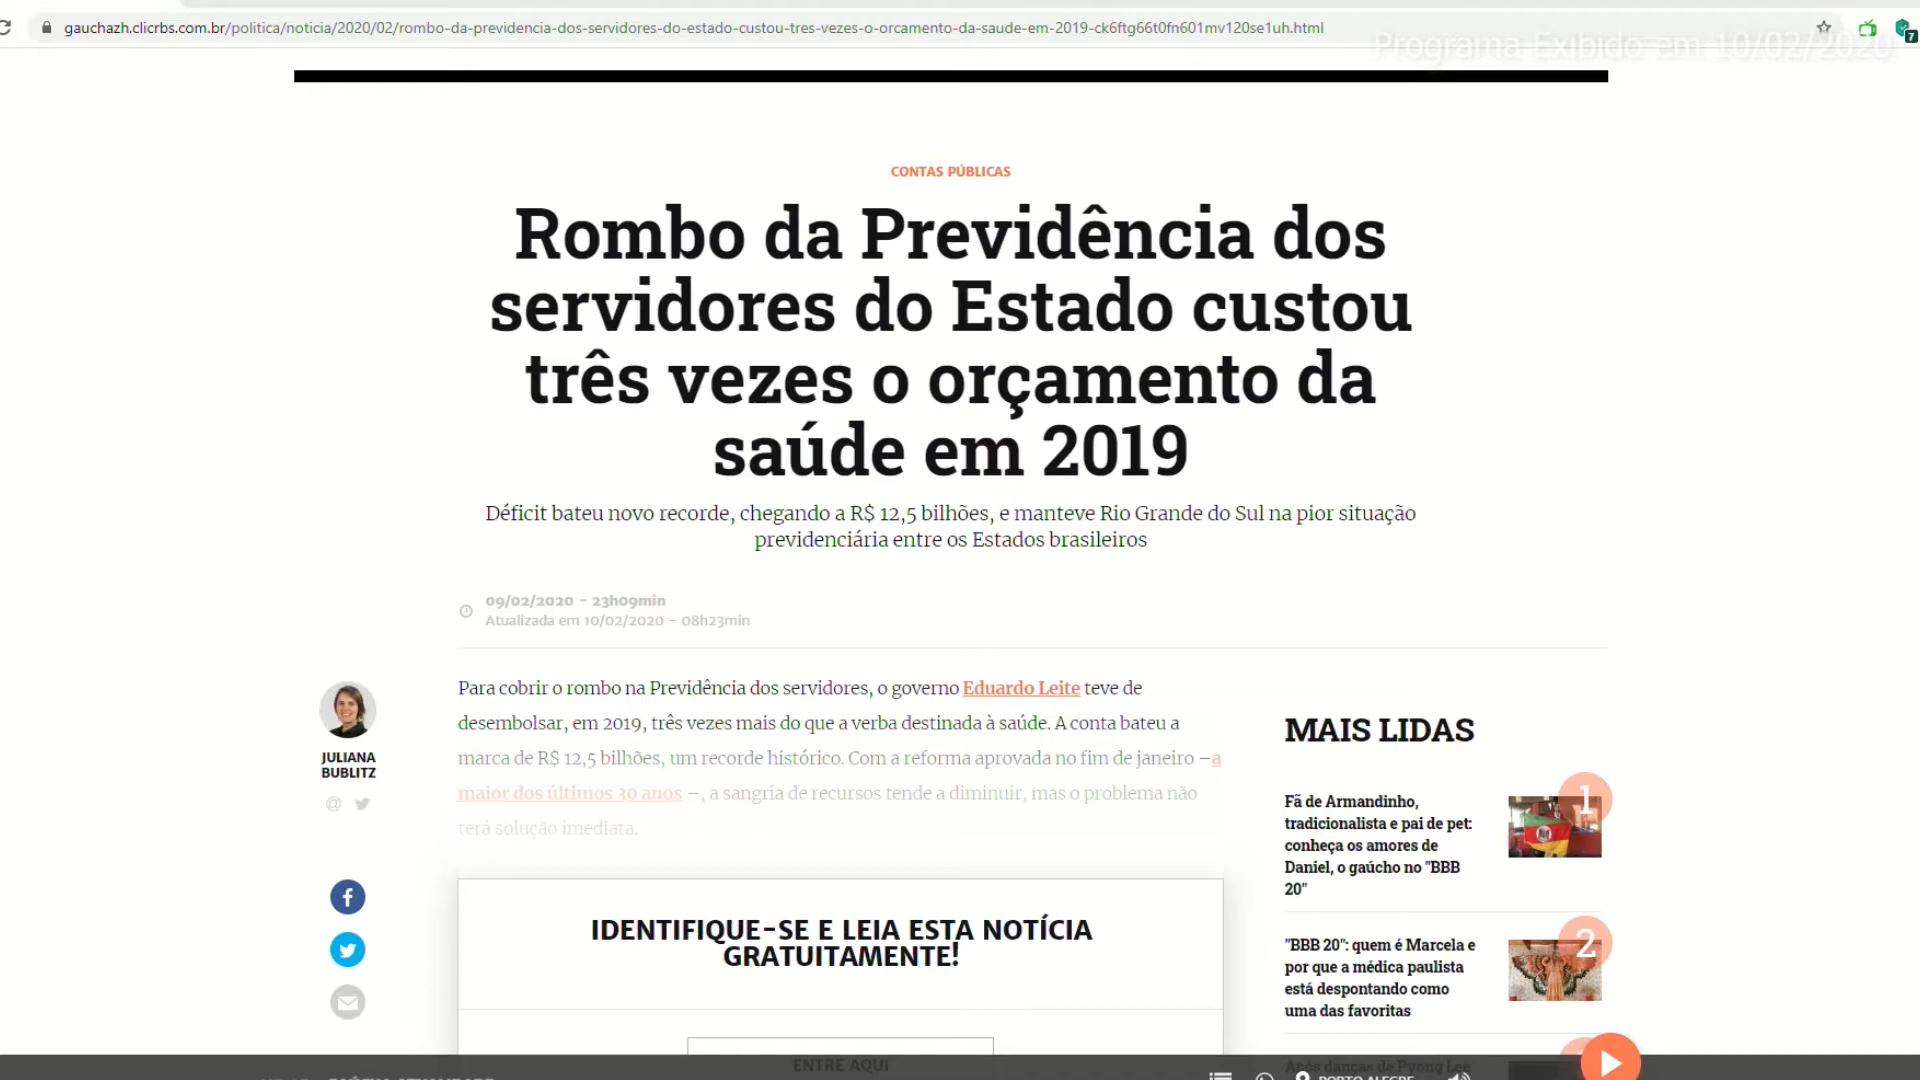 gauchazh.clicrbs.com.br/politica/noticia/2020/02/rombo-da-previdencia-dos-servidores-do-estado-custou-tres-vezes-o-orcamento-da-saude-em-2019-ck6ftg66t0fn601mv120se1uh.html
7
Programa Exibido em 10/02/2020
CONTAS PÚBLICAS
Rombo da Previdência dos
servidores do Estado custou
três vezes o orçamento da
saúde em 2019
Déficit bateu novo recorde, chegando a R$ 12,5 bilhões, e manteve Rio Grande do Sul na pior situação
previdenciária entre os Estados brasileiros
09/02/2020 - 23h09min
Atualizada em 10/02/2020 - 08h23min
JULIANA
BUBLITZ
Para cobrir o rombo na Previdência dos servidores, o governo Eduardo Leite teve de
desembolsar, em 2019, três vezes mais do que a verba destinada à saúde. A conta bateu a
marca de R$ 12,5 bilhões, um recorde histórico. Com a reforma aprovada no fim de janeiro –a
maior dos últimos 30 anos –, a sangria de recursos tende a diminuir, mas o problema não
terá solução imediata.
IDENTIFIQUE-SE E LEIA ESTA NOTÍCIA
GRATUITAMENTE!
ENTRE AQUI
MAIS LIDAS
Fã de Armandinho,
tradicionalista e pai de pet:
conheça os amores de
Daniel, o gaúcho no "BBB
20"
1
"BBB 20": quem é Marcela e
por que a médica paulista
está despontando como
uma das favoritas
2
Após danças de Pyong Lee
PORTO ALEGRE